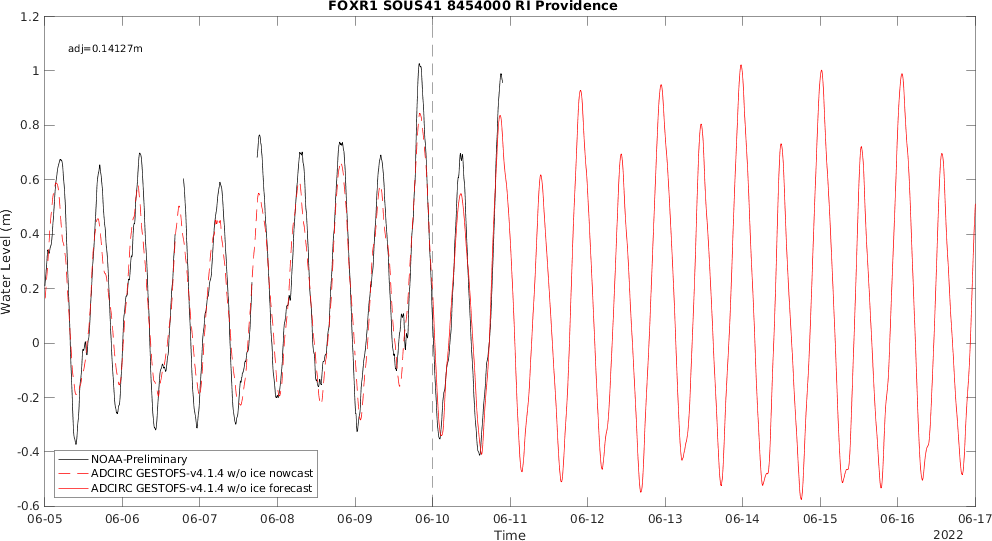 FOXR1 SOUS41 8454000 RI Providence
adj=0.14127m
1.2
1
0.8
0.6
0.4
0.2
0
-0.2
-0.4
-0.6
Water Level (m)
NOAA-Preliminary
ADCIRC GESTOFS-v4.1.4 w/o ice nowcast
ADCIRC GESTOFS-v4.1.4 w/o ice forecast
06-05 06-06 06-07 06-08 06-09 06-10 06-11 06-12 06-13 06-14 06-15 06-16 06-17
Time
2022